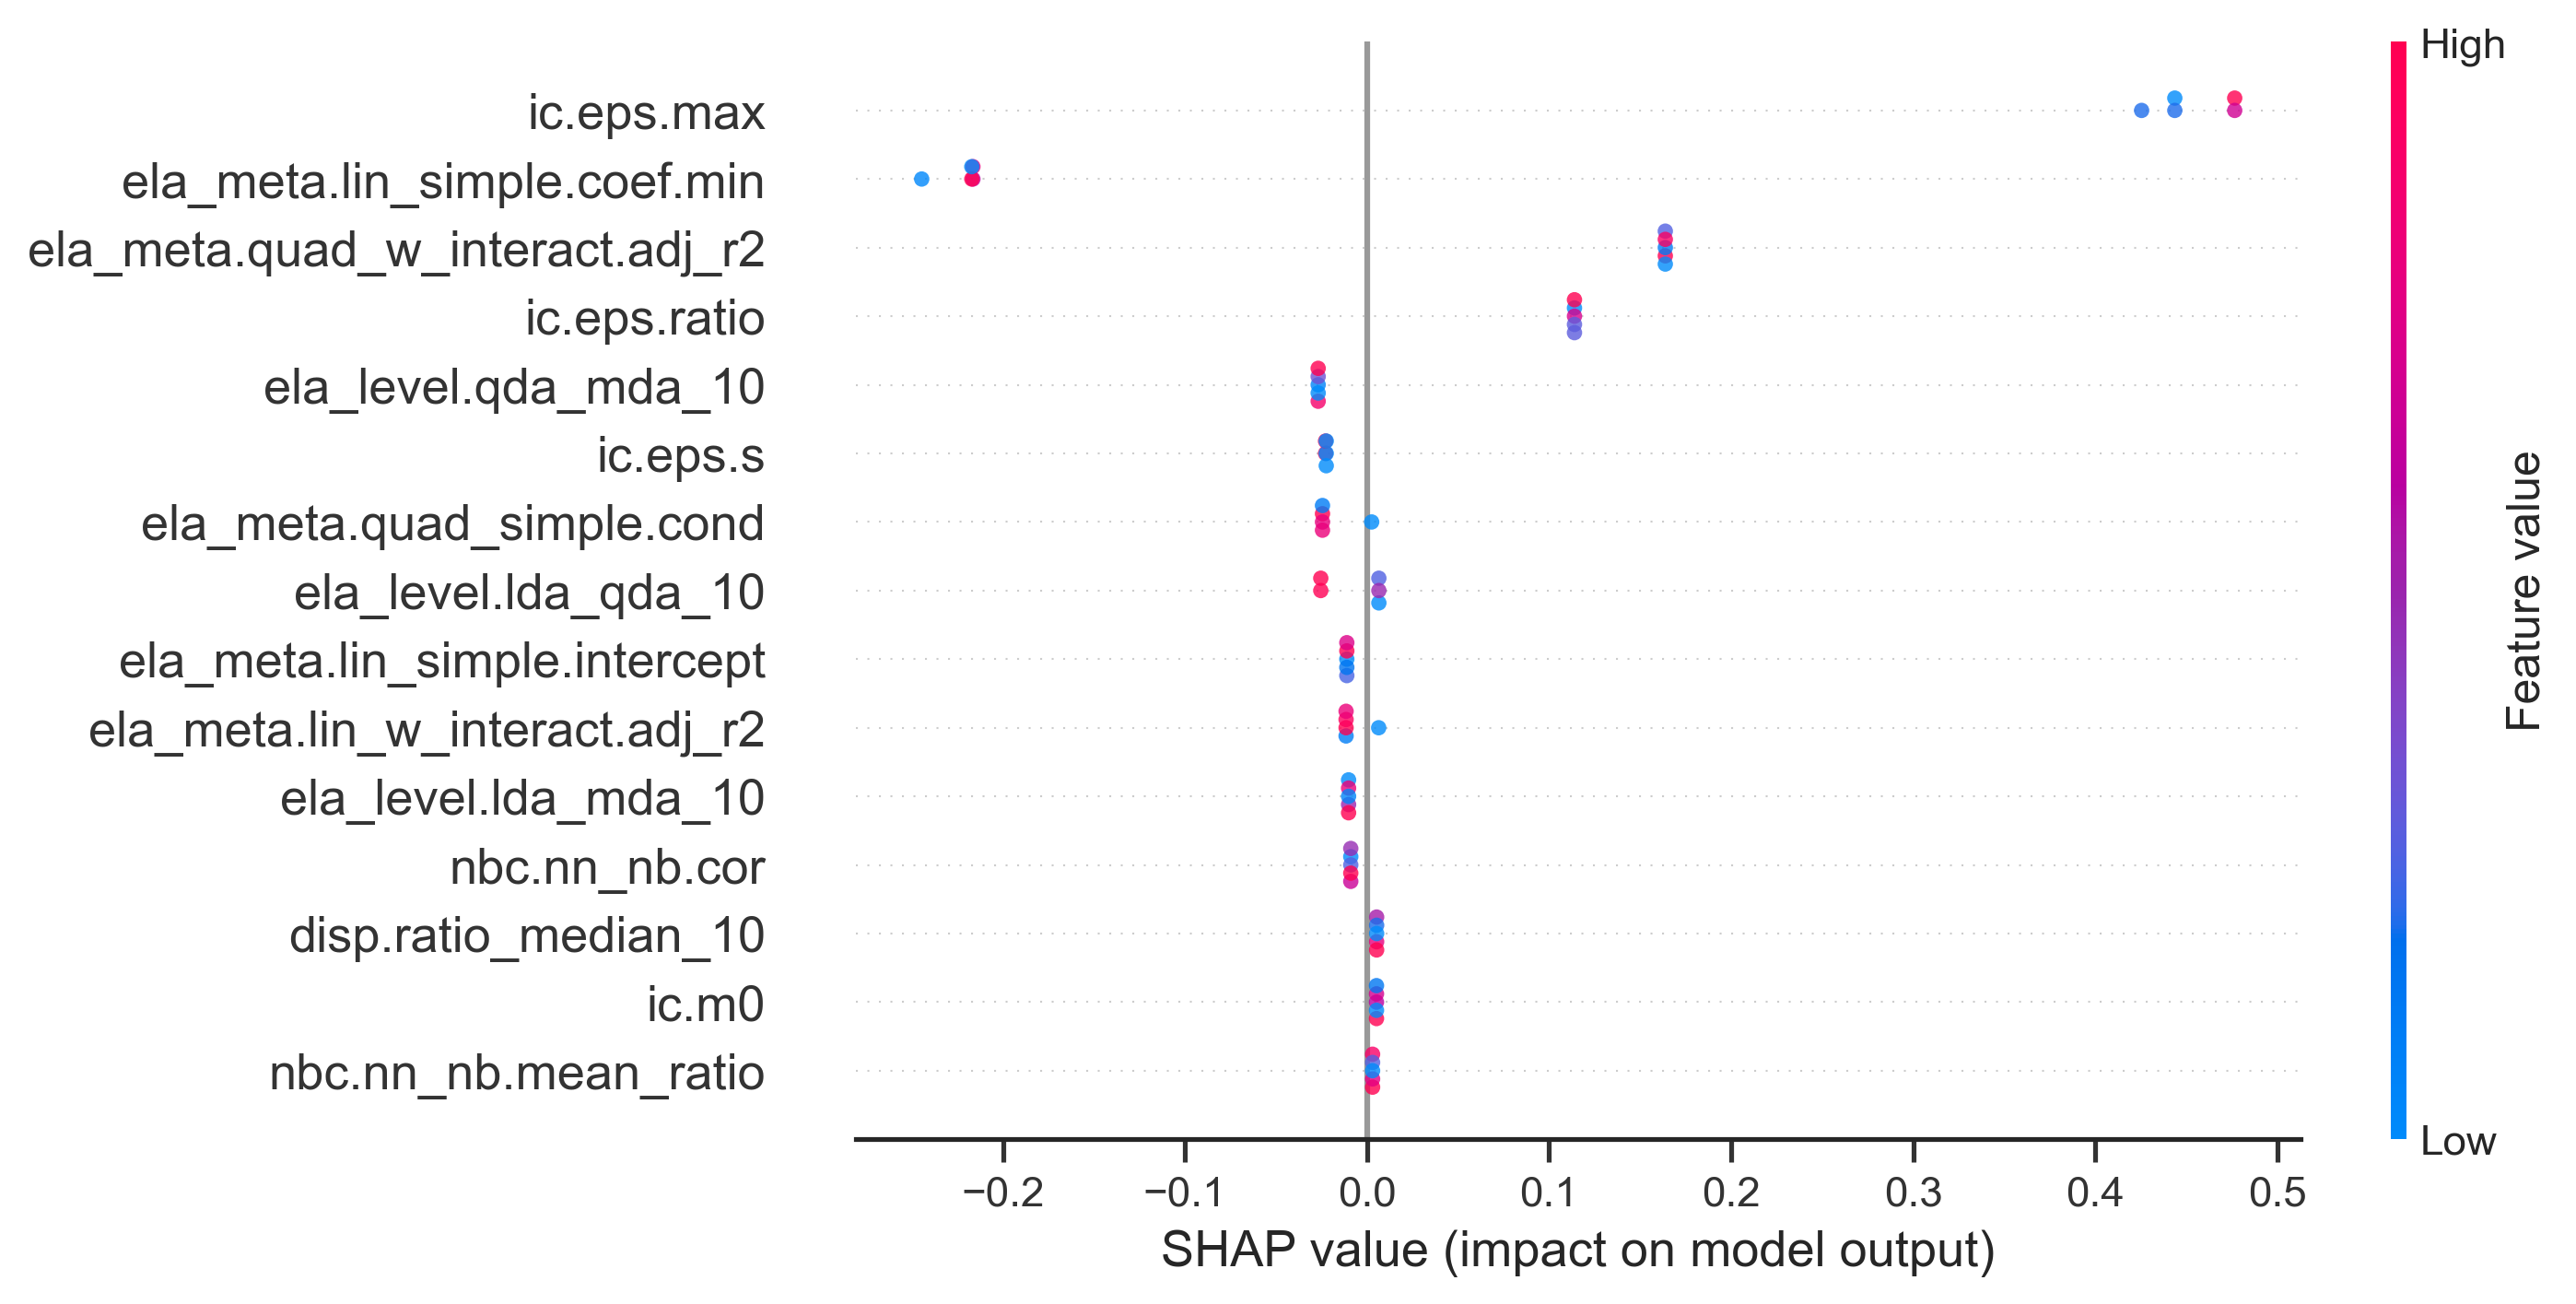 High
ic.eps.max
ela_meta.lin_simple.coef.min
ela_meta.quad_w_interact.adj_r2
ic.eps.ratio
ela_level.qda_mda_10
ic.eps.s
ela_meta.quad_simple.cond
ela_level.lda_qda_10
ela_meta.lin_simple.intercept
ela_meta.lin_w_interact.adj_r2
ela_level.lda_mda_10
nbc.nn_nb.cor
disp.ratio_median_10
ic.m0
nbc.nn_nb.mean_ratio
Feature value
Low
−0.2 −0.1 0.0 0.1 0.2 0.3 0.4 0.5
SHAP value (impact on model output)